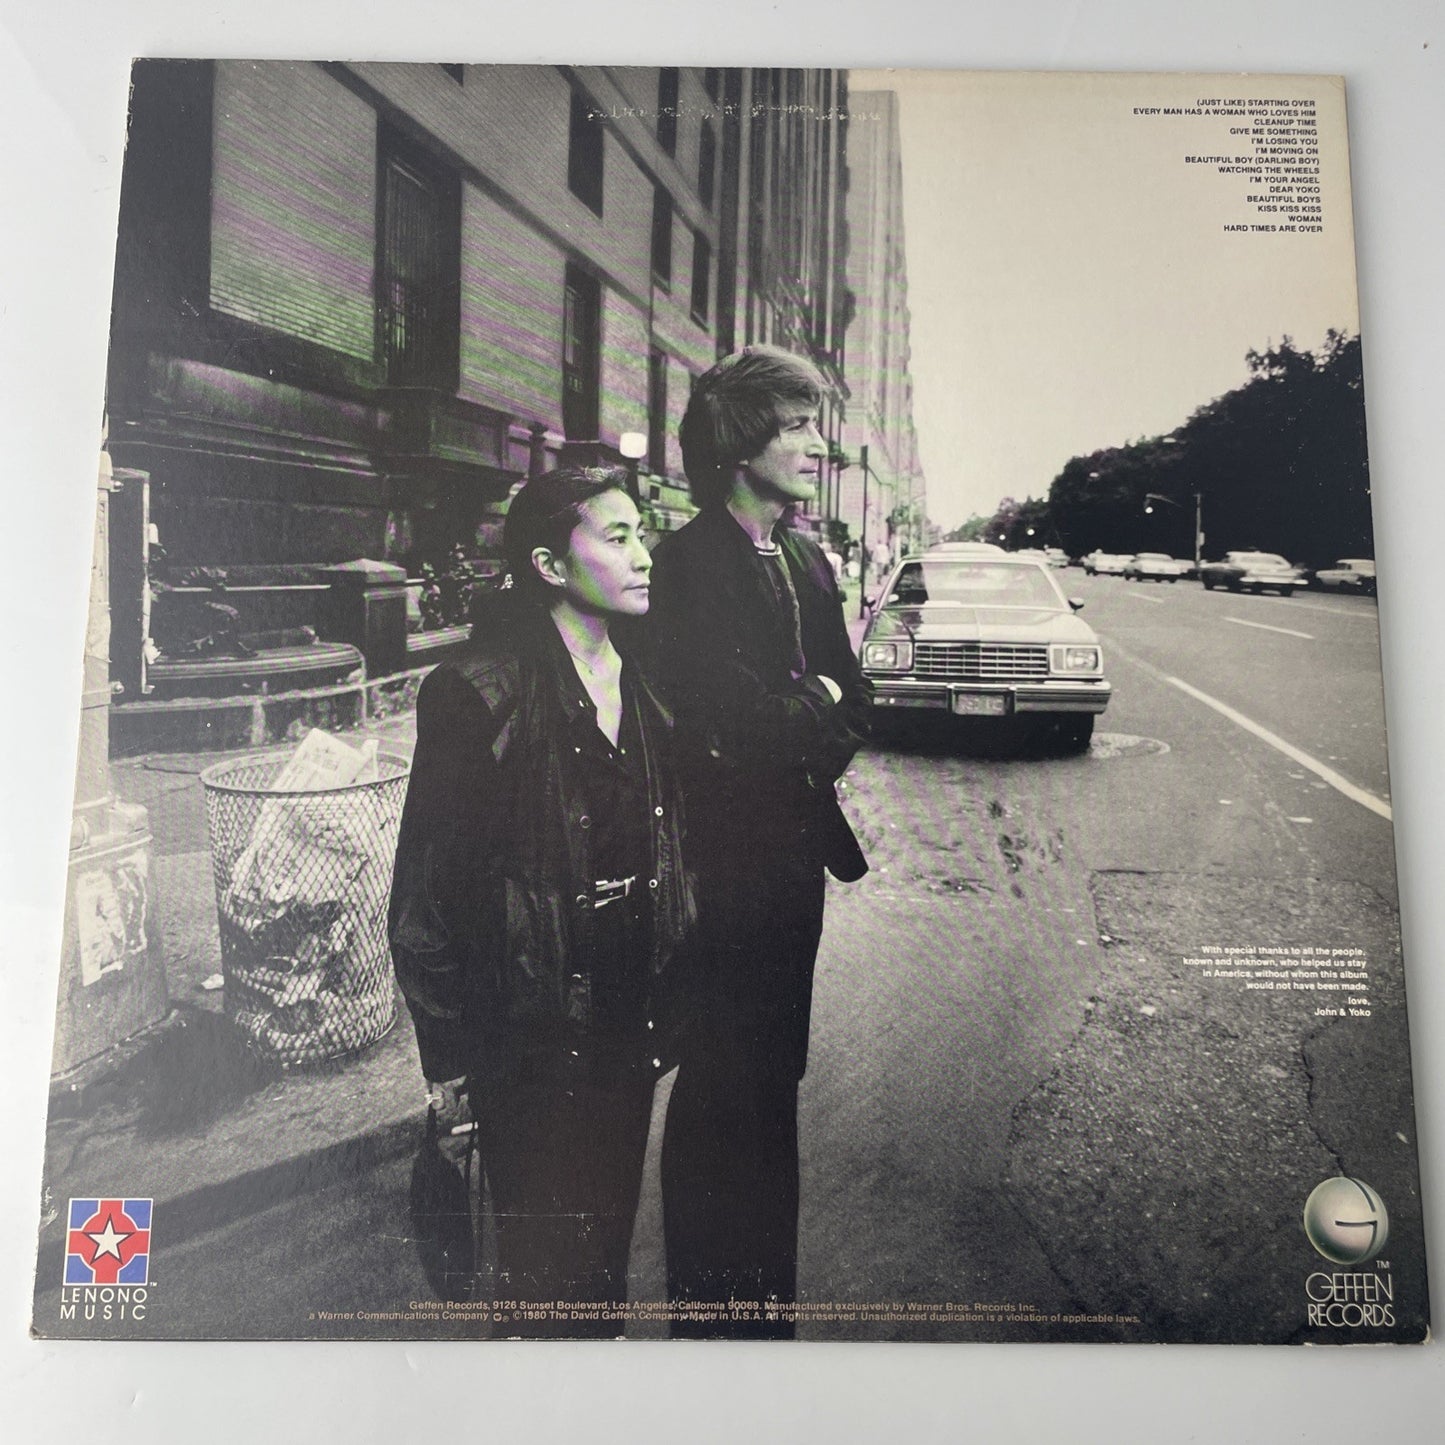 (JUST LIKE) STARTING OVER
EVERY MAN HAS A WOMAN WHO LOVES HIM
CLEANUP TIME
GIVE ME SOMETHING
I'M LOSING YOU
I'M MOVING ON
BEAUTIFUL BOY (DARLING BOY)
WATCHING THE WHEELS
I'M YOUR ANGEL
DEAR YOKO
BEAUTIFUL BOYS
KISS KISS KISS
WOMAN
HARD TIMES ARE OVER
With special thanks to all the people,
known and unknown, who helped us stay
in America, without whom this album
would not have been made.
love,
John & Yoko
TM
LENONO
MUSIC
Geffen Records, 9126 Sunset Boulevard, Los Angeles, California 90069. Manufactured exclusively by Warner Bros. Records Inc.,
a Warner Communications Company ℗ ©1980 The David Geffen Company Made in U.S.A. All rights reserved. Unauthorized duplication is a violation of applicable laws.
G
TM
GEFFEN
RECORDS